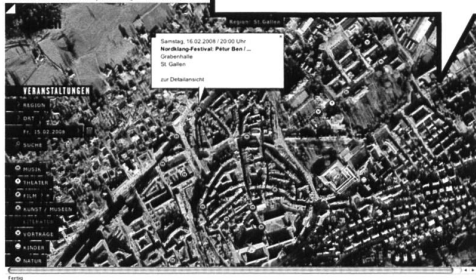 Region: St. Gallen
Samstag, 16.02.2008 / 20:00 Uhr
Nordklang-Festival: Pétur Ben / ...
Grabenhalle
St. Gallen
zur Detailansicht
VERANSTALTUNGEN
REGION
ORT
Fr, 15.02.2008
SUCHE
MUSIK
THEATER
FILM
KUNST / MUSEEN
LITERATUR
VORTRÄGE
KINDER
NATUR
Fertig